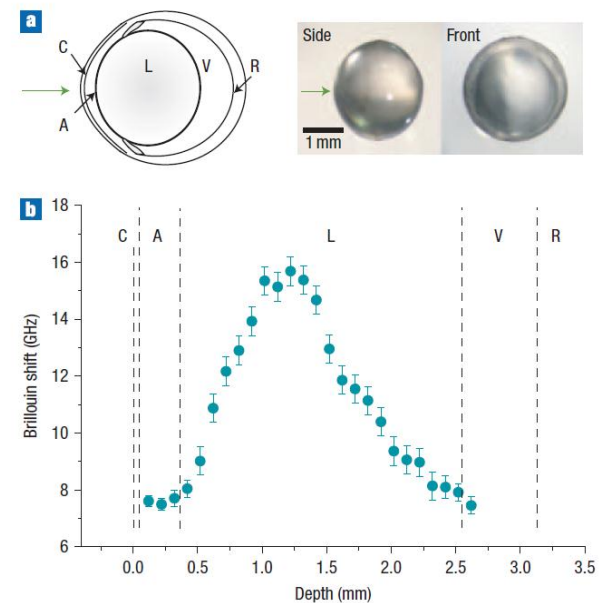 a
C
A
L
V
R
Side
Front
1 mm
b
18
16
14
12
10
8
6
Brillouin shift (GHz)
C
A
L
V
R
0.0
0.5
1.0
1.5
2.0
2.5
3.0
3.5
Depth (mm)